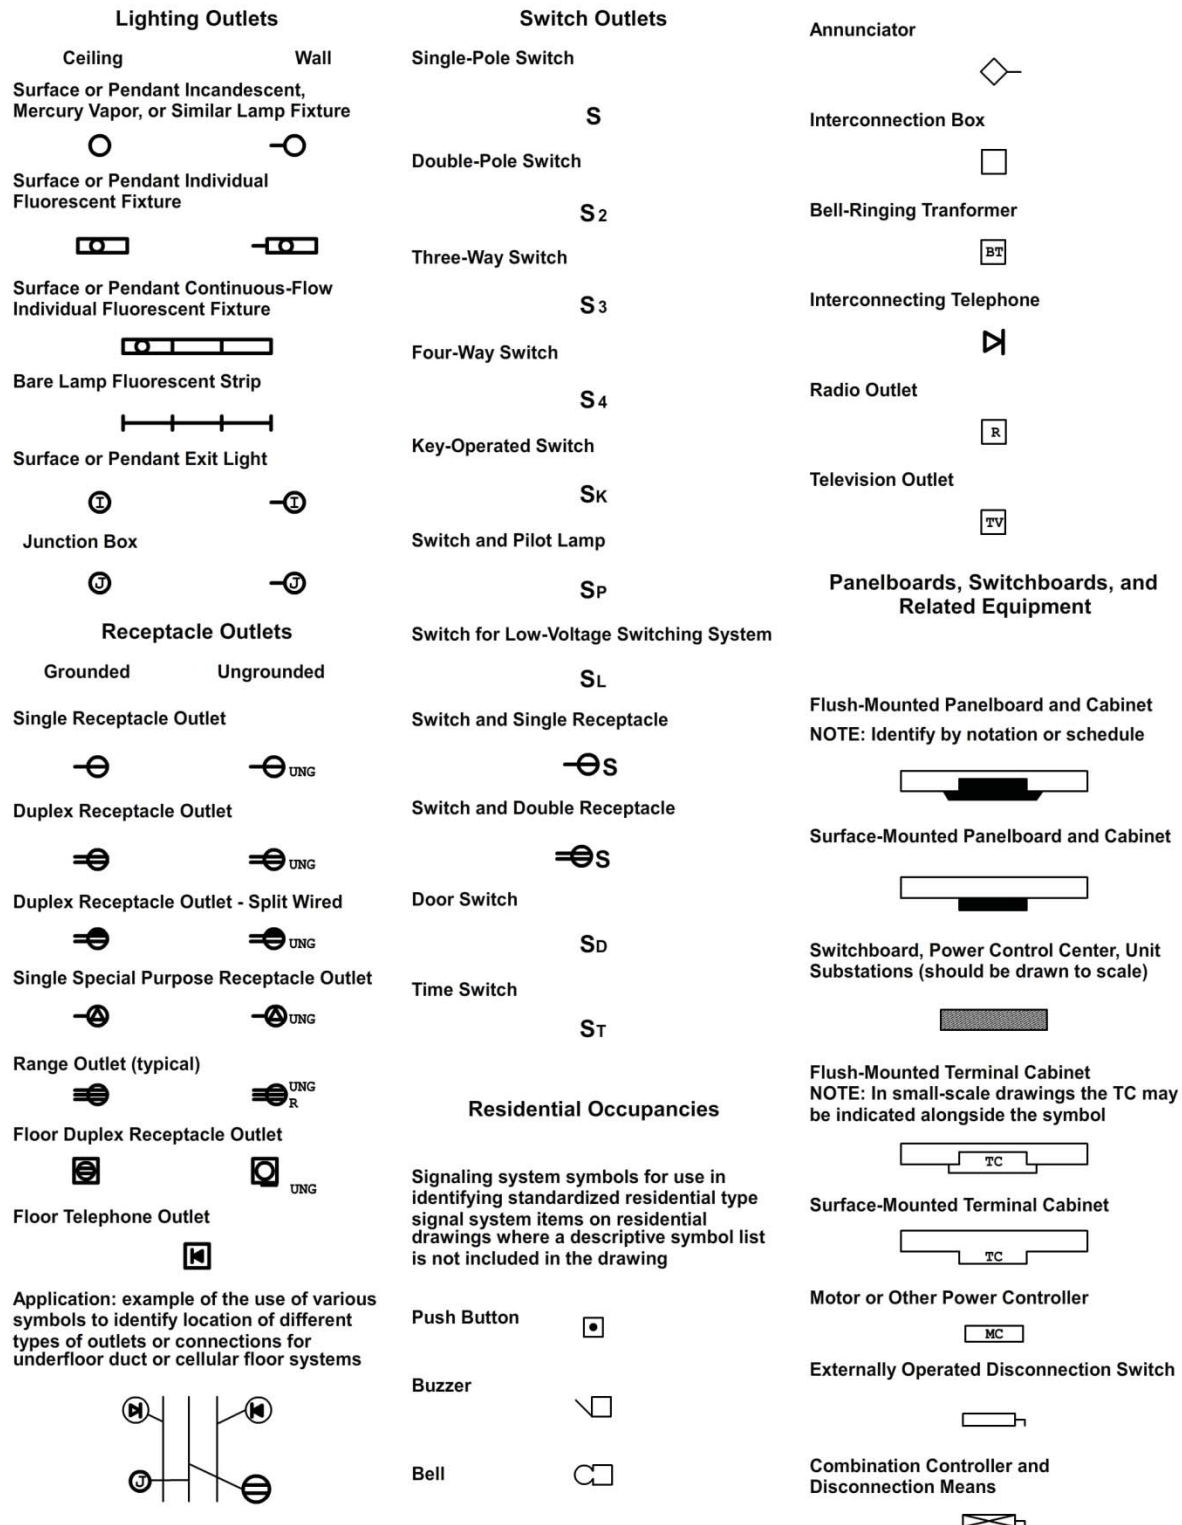 Lighting Outlets
Ceiling Wall
Surface or Pendant Incandescent,
Mercury Vapor, or Similar Lamp Fixture
Surface or Pendant Individual
Fluorescent Fixture
Surface or Pendant Continuous-Flow
Individual Fluorescent Fixture
Bare Lamp Fluorescent Strip
Surface or Pendant Exit Light
I I
Junction Box
J J
Receptacle Outlets
Grounded Ungrounded
Single Receptacle Outlet
UNG
Duplex Receptacle Outlet
UNG
Duplex Receptacle Outlet - Split Wired
UNG
Single Special Purpose Receptacle Outlet
UNG
Range Outlet (typical)
UNG
R
Floor Duplex Receptacle Outlet
UNG
Floor Telephone Outlet
Application: example of the use of various
symbols to identify location of different
types of outlets or connections for
underfloor duct or cellular floor systems
J
Switch Outlets
Single-Pole Switch
S
Double-Pole Switch
S2
Three-Way Switch
S3
Four-Way Switch
S4
Key-Operated Switch
SK
Switch and Pilot Lamp
SP
Switch for Low-Voltage Switching System
SL
Switch and Single Receptacle
S
Switch and Double Receptacle
S
Door Switch
SD
Time Switch
ST
Residential Occupancies
Signaling system symbols for use in
identifying standardized residential type
signal system items on residential
drawings where a descriptive symbol list
is not included in the drawing
Push Button
Buzzer
Bell
Annunciator
Interconnection Box
Bell-Ringing Tranformer
BT
Interconnecting Telephone
Radio Outlet
R
Television Outlet
TV
Panelboards, Switchboards, and
Related Equipment
Flush-Mounted Panelboard and Cabinet
NOTE: Identify by notation or schedule
Surface-Mounted Panelboard and Cabinet
Switchboard, Power Control Center, Unit
Substations (should be drawn to scale)
Flush-Mounted Terminal Cabinet
NOTE: In small-scale drawings the TC may
be indicated alongside the symbol
TC
Surface-Mounted Terminal Cabinet
TC
Motor or Other Power Controller
MC
Externally Operated Disconnection Switch
Combination Controller and
Disconnection Means